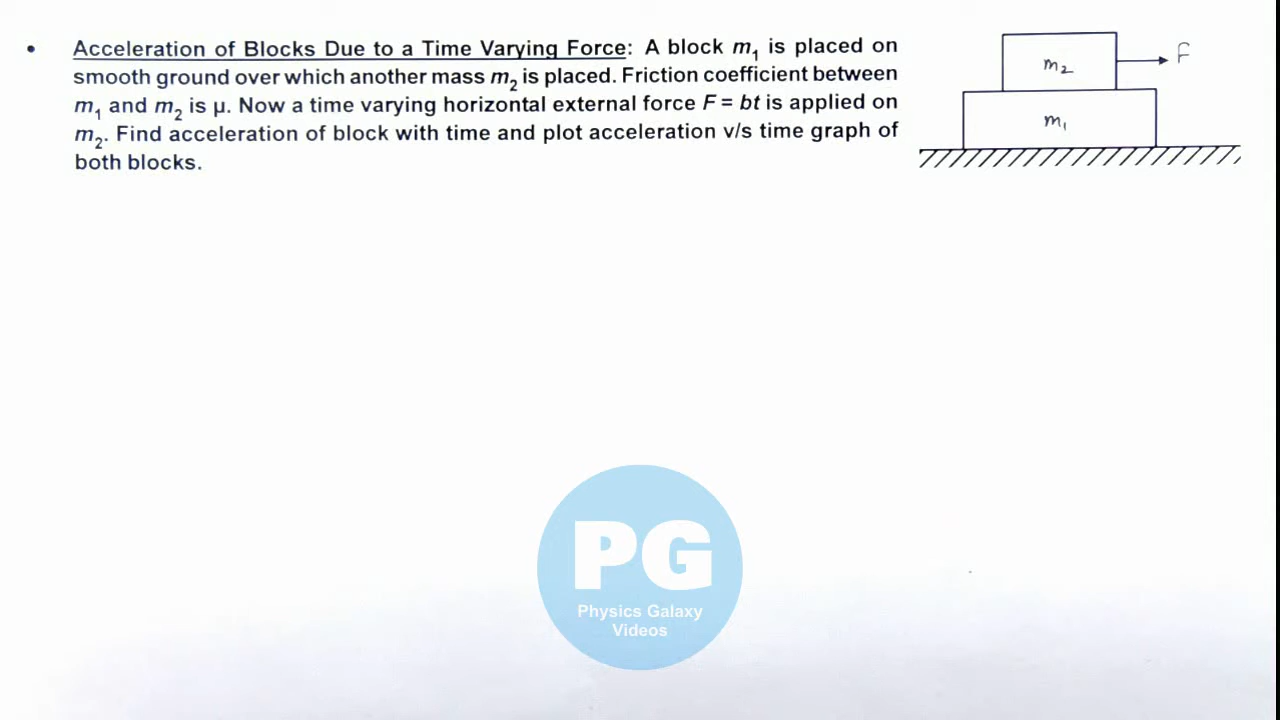 • Acceleration of Blocks Due to a Time Varying Force: A block m₁ is placed on
smooth ground over which another mass m₂ is placed. Friction coefficient between
m₁ and m₂ is μ. Now a time varying horizontal external force F = bt is applied on
m₂. Find acceleration of block with time and plot acceleration v/s time graph of
both blocks.
F
m₂
m₁
PG
Physics Galaxy
Videos